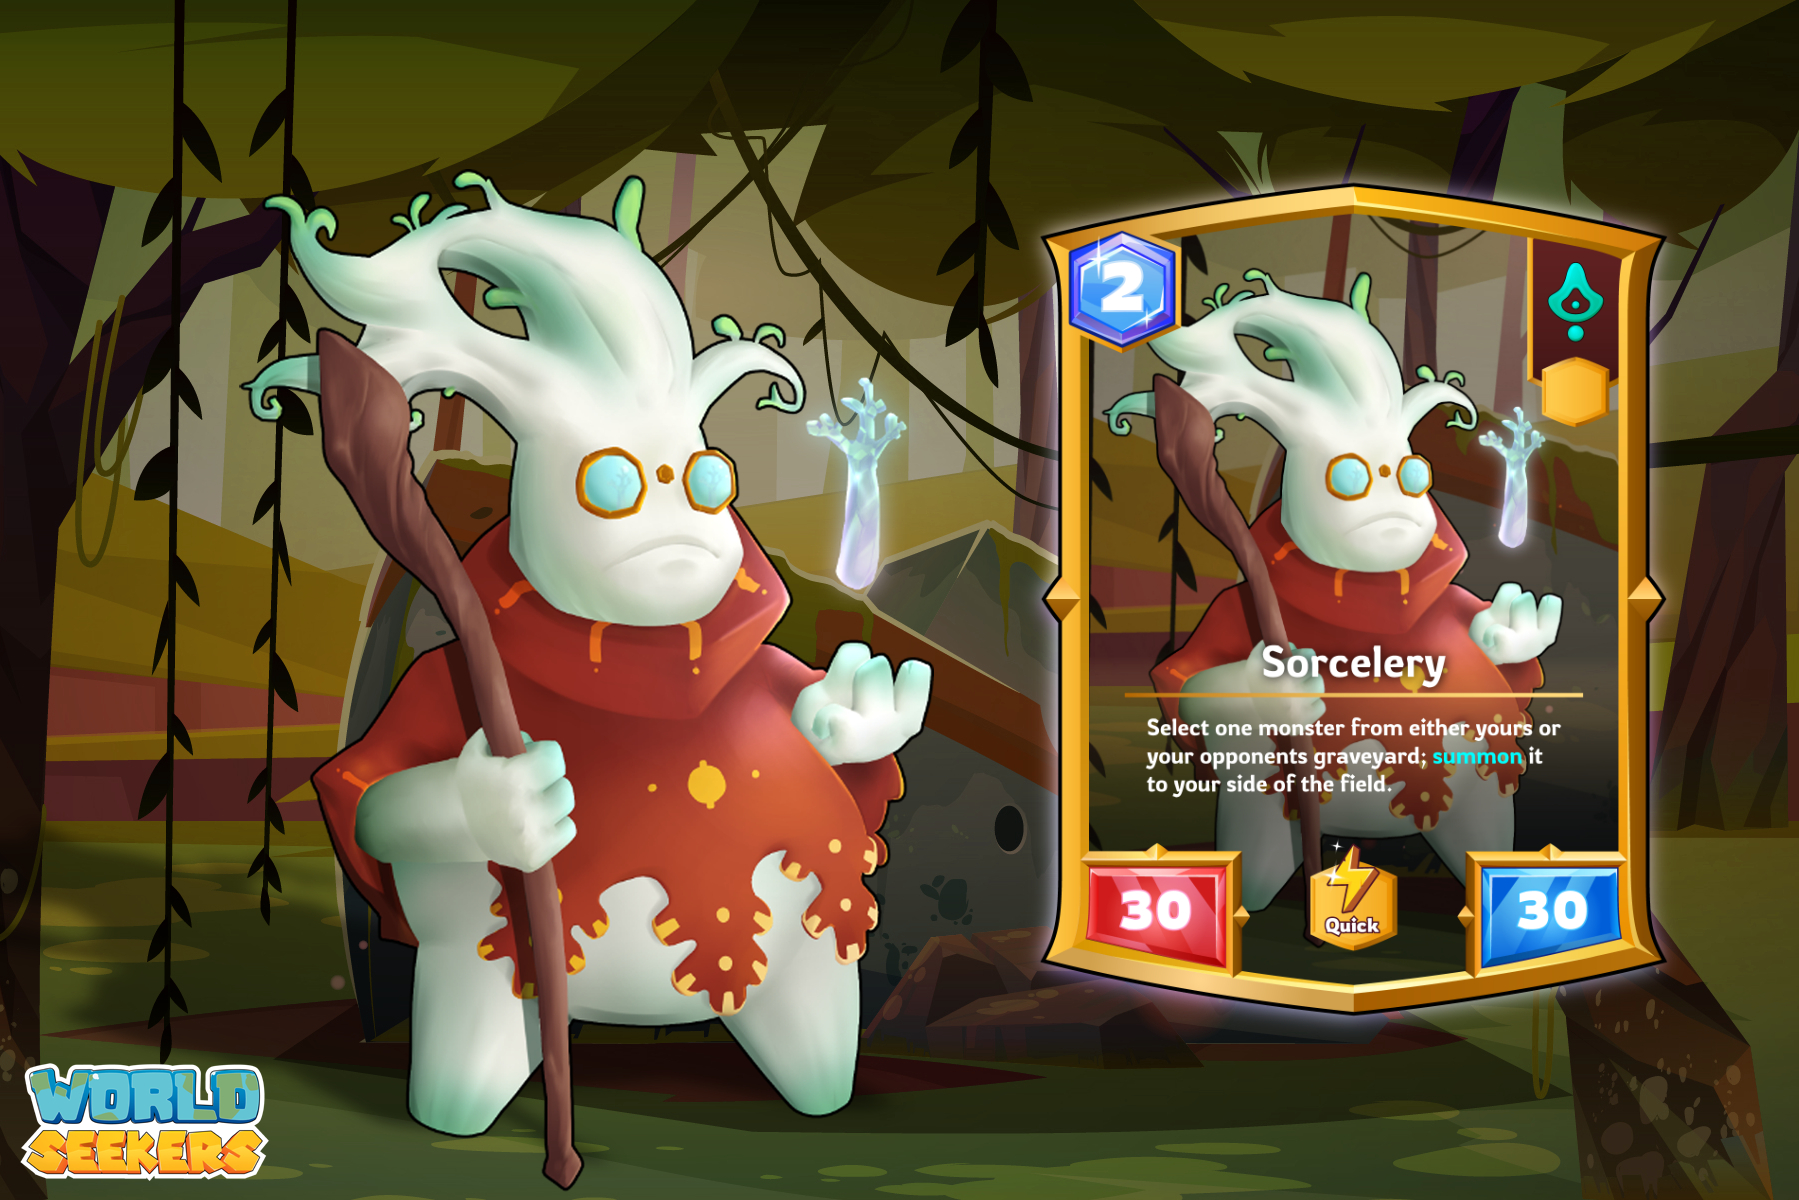 2
Sorcelery
Select one monster from either yours or
your opponents graveyard; summon it
to your side of the field.
30
Quick
30
WORLD
SEEKERS